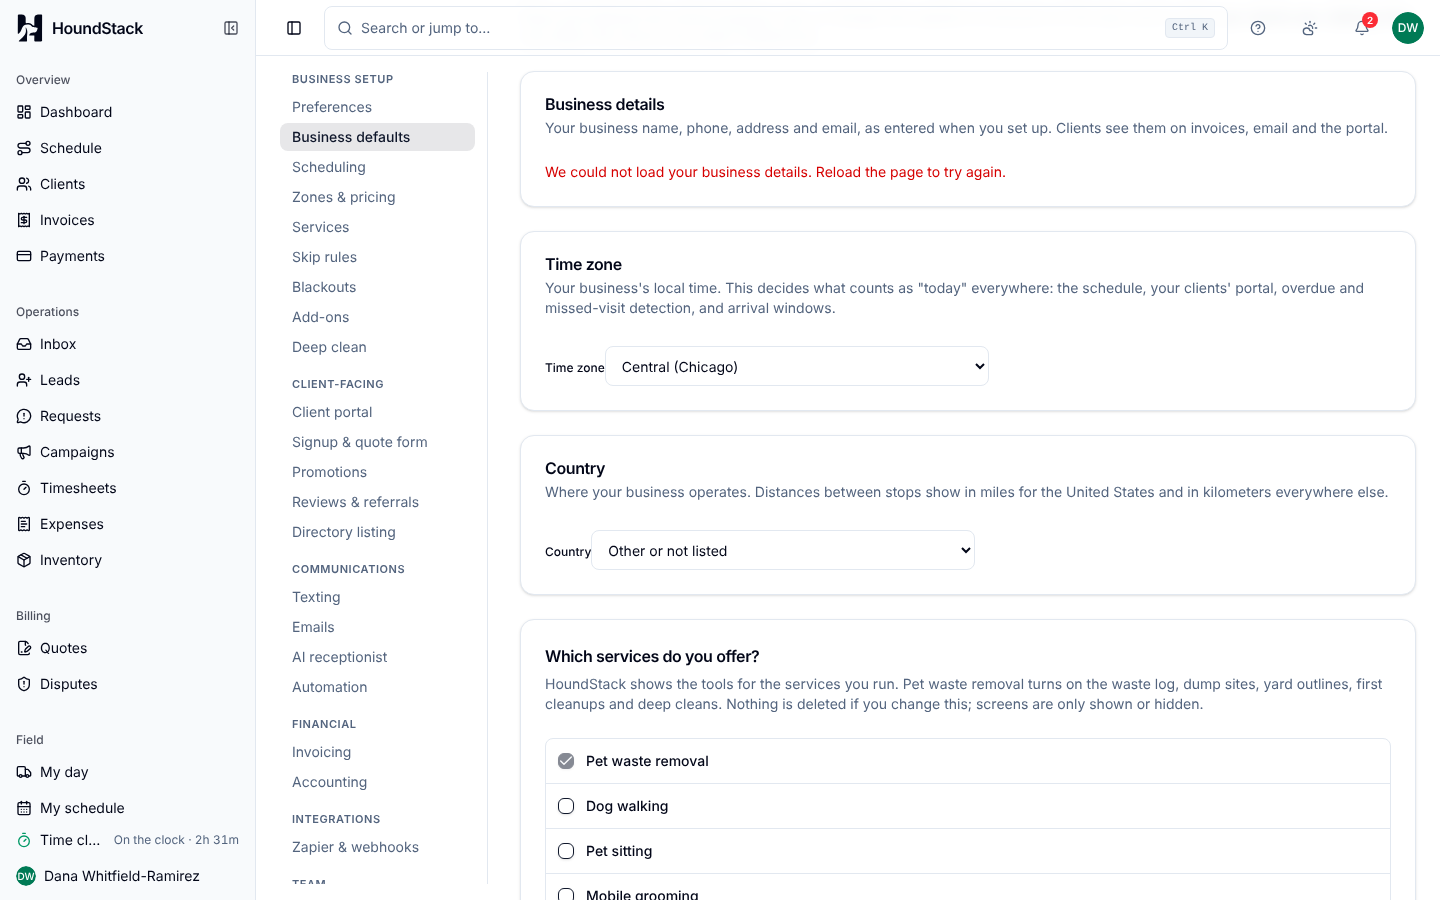 HoundStack
Search or jump to...
Ctrl K
2
DW
Overview
Dashboard
Schedule
Clients
Invoices
Payments
Operations
Inbox
Leads
Requests
Campaigns
Timesheets
Expenses
Inventory
Billing
Quotes
Disputes
Field
My day
My schedule
Time cl... On the clock · 2h 31m
DW Dana Whitfield-Ramirez
BUSINESS SETUP
Preferences
Business defaults
Scheduling
Zones & pricing
Services
Skip rules
Blackouts
Add-ons
Deep clean
CLIENT-FACING
Client portal
Signup & quote form
Promotions
Reviews & referrals
Directory listing
COMMUNICATIONS
Texting
Emails
AI receptionist
Automation
FINANCIAL
Invoicing
Accounting
INTEGRATIONS
Zapier & webhooks
TEAM
Business details
Your business name, phone, address and email, as entered when you set up. Clients see them on invoices, email and the portal.
We could not load your business details. Reload the page to try again.
Time zone
Your business's local time. This decides what counts as "today" everywhere: the schedule, your clients' portal, overdue and
missed-visit detection, and arrival windows.
Time zone Central (Chicago)
Country
Where your business operates. Distances between stops show in miles for the United States and in kilometers everywhere else.
Country Other or not listed
Which services do you offer?
HoundStack shows the tools for the services you run. Pet waste removal turns on the waste log, dump sites, yard outlines, first
cleanups and deep cleans. Nothing is deleted if you change this; screens are only shown or hidden.
Pet waste removal
Dog walking
Pet sitting
Mobile grooming